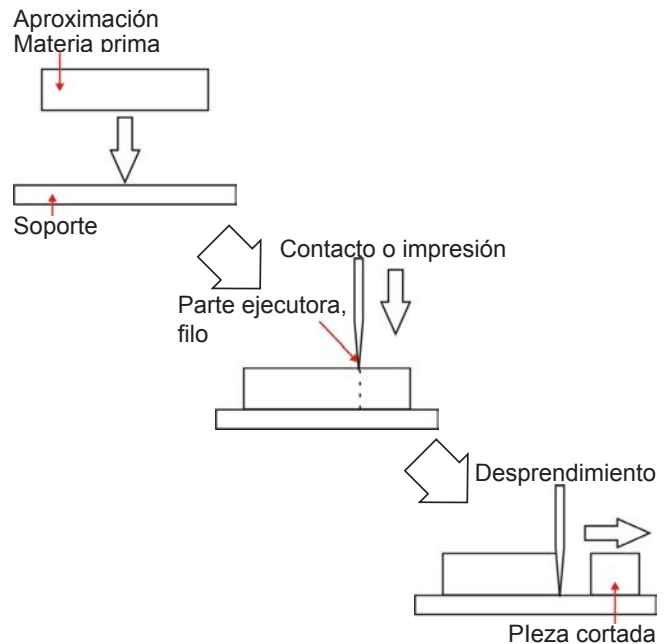 Aproximación
Materia prima
Soporte
Contacto o impresión
Parte ejecutora,
filo
Desprendimiento
PIeza cortada